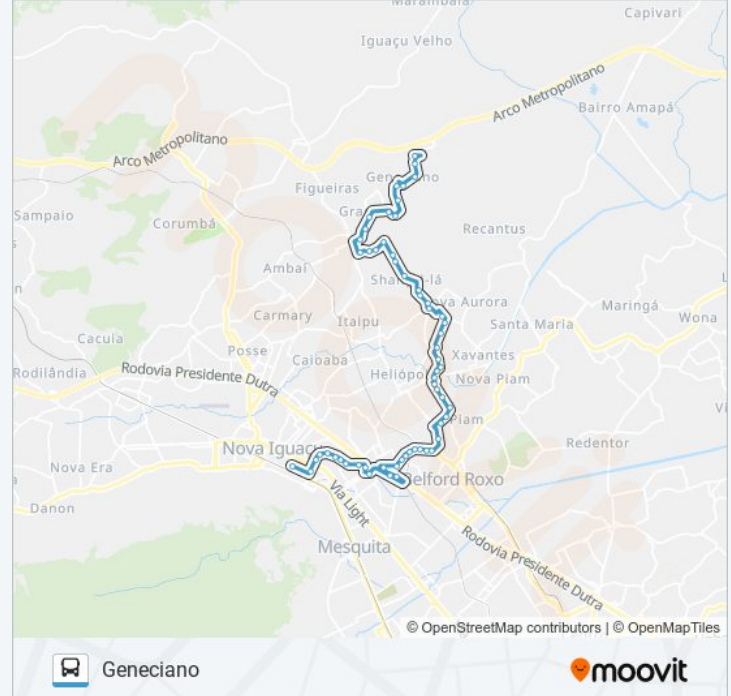 Marambaia
Capivari
Iguaçu Velho
Arco Metropolitano
Bairro Amapá
Arco Metropolitano
Figueiras
Sampaio
Corumbá
Recantus
Ambaí
Nova Aurora
Maringá
Carmary
Itaipu
Santa Maria
Wona
Cacuia
Posse
Caioaba
Xavantes
Rodilândia
Rodovia Presidente Dutra
Nova Piam
Piam
Redentor
Nova Iguaçu
Nova Era
Belford Roxo
Danon
Via Light
Mesquita
Rodovia Presidente Dutra
© OpenStreetMap contributors | © OpenMapTiles
Geneciano
moovit